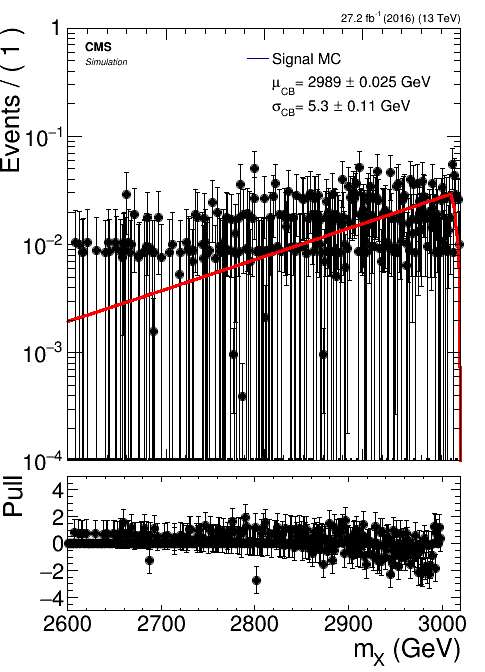 27.2 fb⁻¹ (2016) (13 TeV)
CMS
Simulation
Signal MC
μ_CB= 2989 ± 0.025 GeV
σ_CB= 5.3 ± 0.11 GeV
Events / ( 1 )
1
10⁻¹
10⁻²
10⁻³
10⁻⁴
Pull
4
2
0
−2
−4
2600 2700 2800 2900 3000
m_X (GeV)